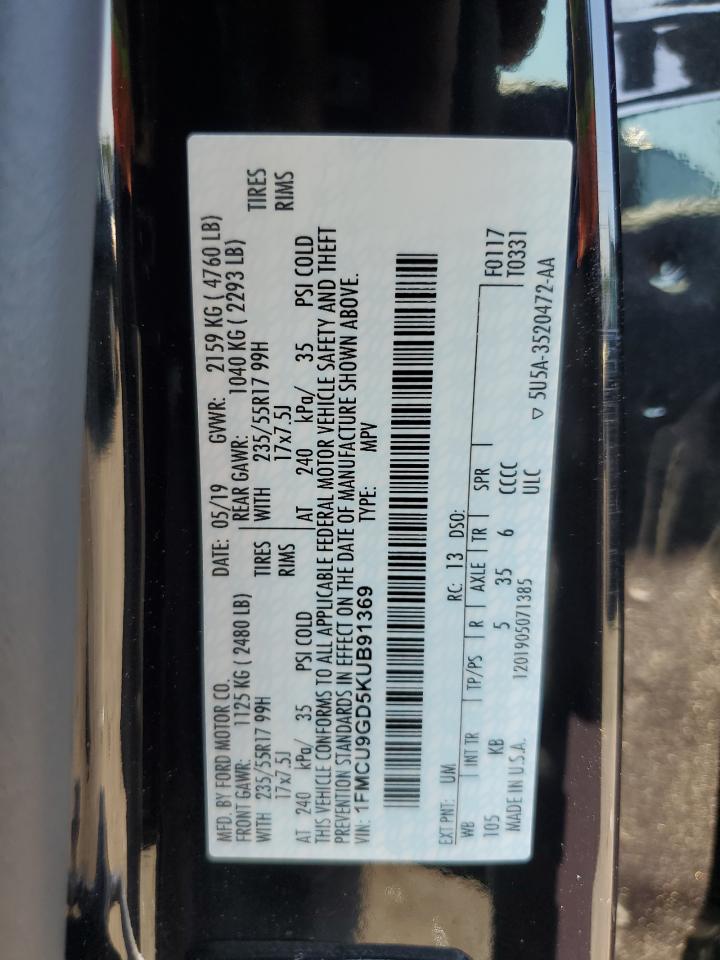 MFD. BY FORD MOTOR CO. DATE: 05/19 GVWR: 2159 KG ( 4760 LB)
FRONT GAWR: 1125 KG ( 2480 LB) REAR GAWR: 1040 KG ( 2293 LB)
WITH 235/55R17 99H TIRES WITH 235/55R17 99H TIRES
17x7.5J RIMS 17x7.5J RIMS
AT 240 kPa/ 35 PSI COLD AT 240 kPa/ 35 PSI COLD
THIS VEHICLE CONFORMS TO ALL APPLICABLE FEDERAL MOTOR VEHICLE SAFETY AND THEFT
PREVENTION STANDARDS IN EFFECT ON THE DATE OF MANUFACTURE SHOWN ABOVE.
VIN: 1FMCU9GD5KUB91369 TYPE: MPV
EXT PNT: UM RC: 13 DSO:
WB INT TR TP/PS R AXLE TR SPR F0117
105 KB 5 35 6 CCCC T0331
MADE IN U.S.A. 1201905071385 ULC ▽ 5U5A-3520472-AA